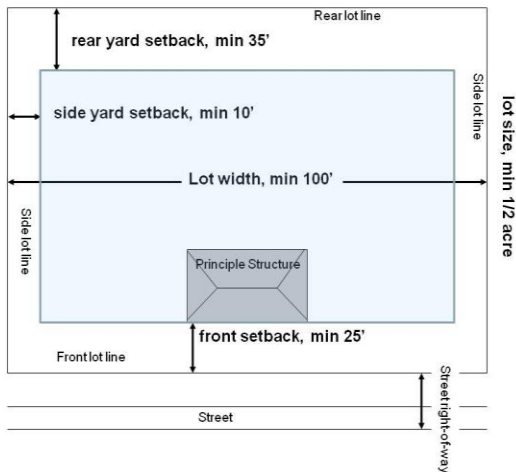 Rear lot line
rear yard setback, min 35’
Side lot line
lot size, min 1/2 acre
side yard setback, min 10’
Lot width, min 100’
Side lot line
Principle Structure
front setback, min 25’
Front lot line
Street right-of-way
Street